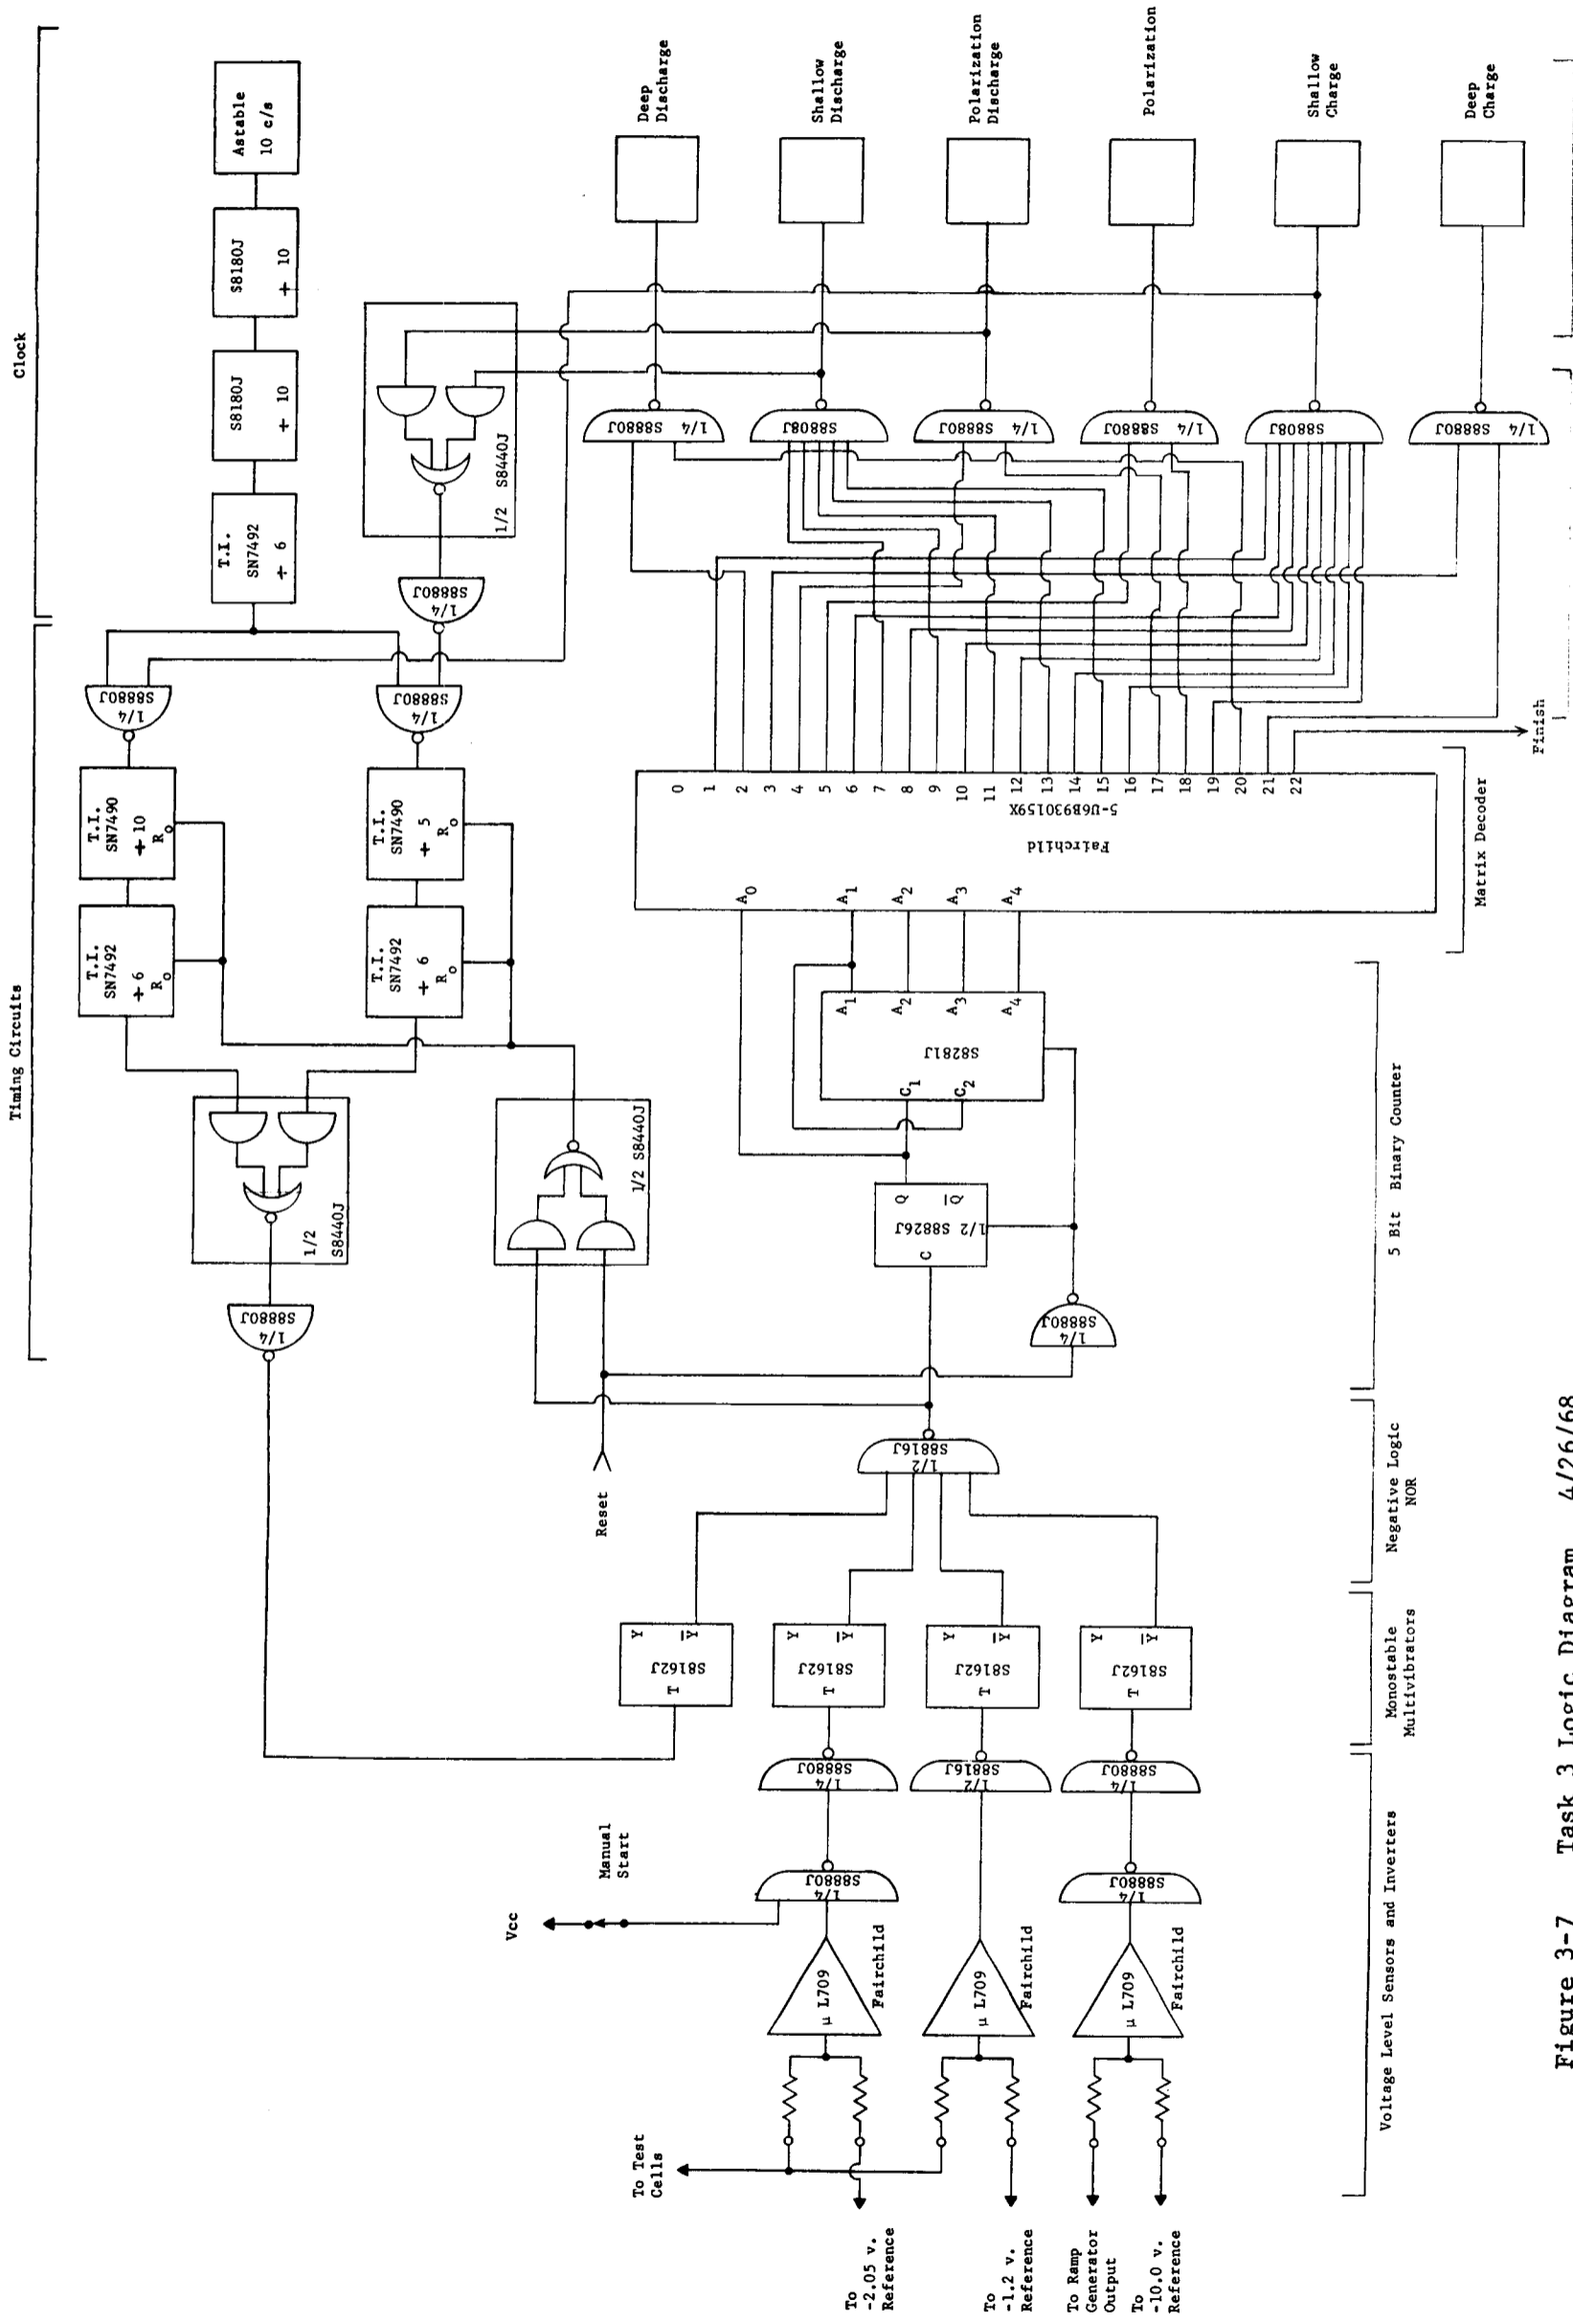 Clock
Timing Circuits
Astable
10 c/s
S8180J
÷ 10
S8180J
÷ 10
T.I.
SN7492
÷ 6
1/2 S8440J
1/4
S8880J
1/4
S8880J
1/4
S8880J
T.I.
SN7490
÷ 10
Ro
T.I.
SN7490
÷ 5
Ro
T.I.
SN7492
÷ 6
Ro
T.I.
SN7492
÷ 6
Ro
1/2
S8440J
1/2 S8440J
1/4
S8880J
Deep
Discharge
Shallow
Discharge
Polarization
Discharge
Polarization
Shallow
Charge
Deep
Charge
1/4
S8880J
S8808J
1/4
S8880J
1/4
S8880J
S8808J
1/4
S8880J
Finish
0
1
2
3
4
5
6
7
8
9
10
11
12
13
14
15
16
17
18
19
20
21
22
5-U6B930159X
Fairchild
A0
A1
A2
A3
A4
Matrix Decoder
A1
A2
A3
A4
S8281J
C1
C2
Q
Q̅
1/2 S8826J
C
1/4
S8880J
5 Bit Binary Counter
Reset
1/2
S8816J
Negative Logic
NOR
Y
Y̅
S8162J
T
Y
Y̅
S8162J
T
Y
Y̅
S8162J
T
Y
Y̅
S8162J
T
Monostable
Multivibrators
1/4
S8880J
1/2
S8816J
1/4
S8880J
Manual
Start
Vcc
1/4
S8880J
1/4
S8880J
μ L709
Fairchild
μ L709
Fairchild
μ L709
Fairchild
Voltage Level Sensors and Inverters
To Test
Cells
To
-2.05 v.
Reference
To
-1.2 v.
Reference
To Ramp
Generator
Output
To
-10.0 v.
Reference
Figure 3-7 Task 3 Logic Diagram 4/26/68